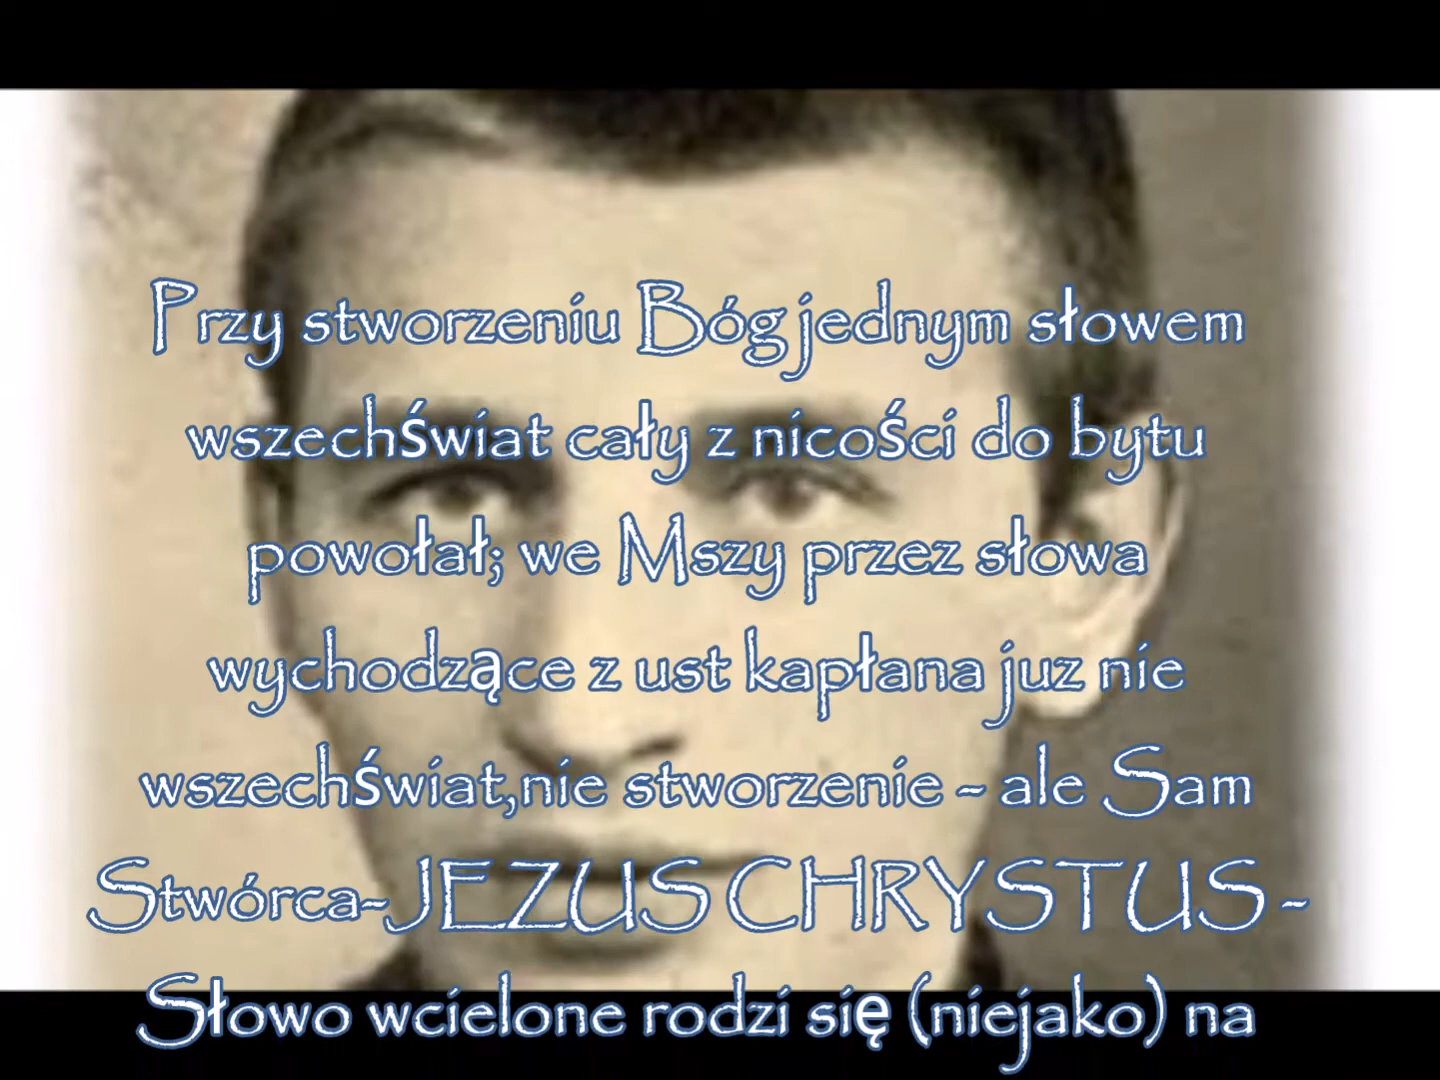 Przy stworzeniu Bóg jednym słowem
wszechświat cały z nicości do bytu
powołał; we Mszy przez słowa
wychodzące z ust kapłana juz nie
wszechświat,nie stworzenie - ale Sam
Stwórca-JEZUS CHRYSTUS -
Słowo wcielone rodzi się (niejako) na